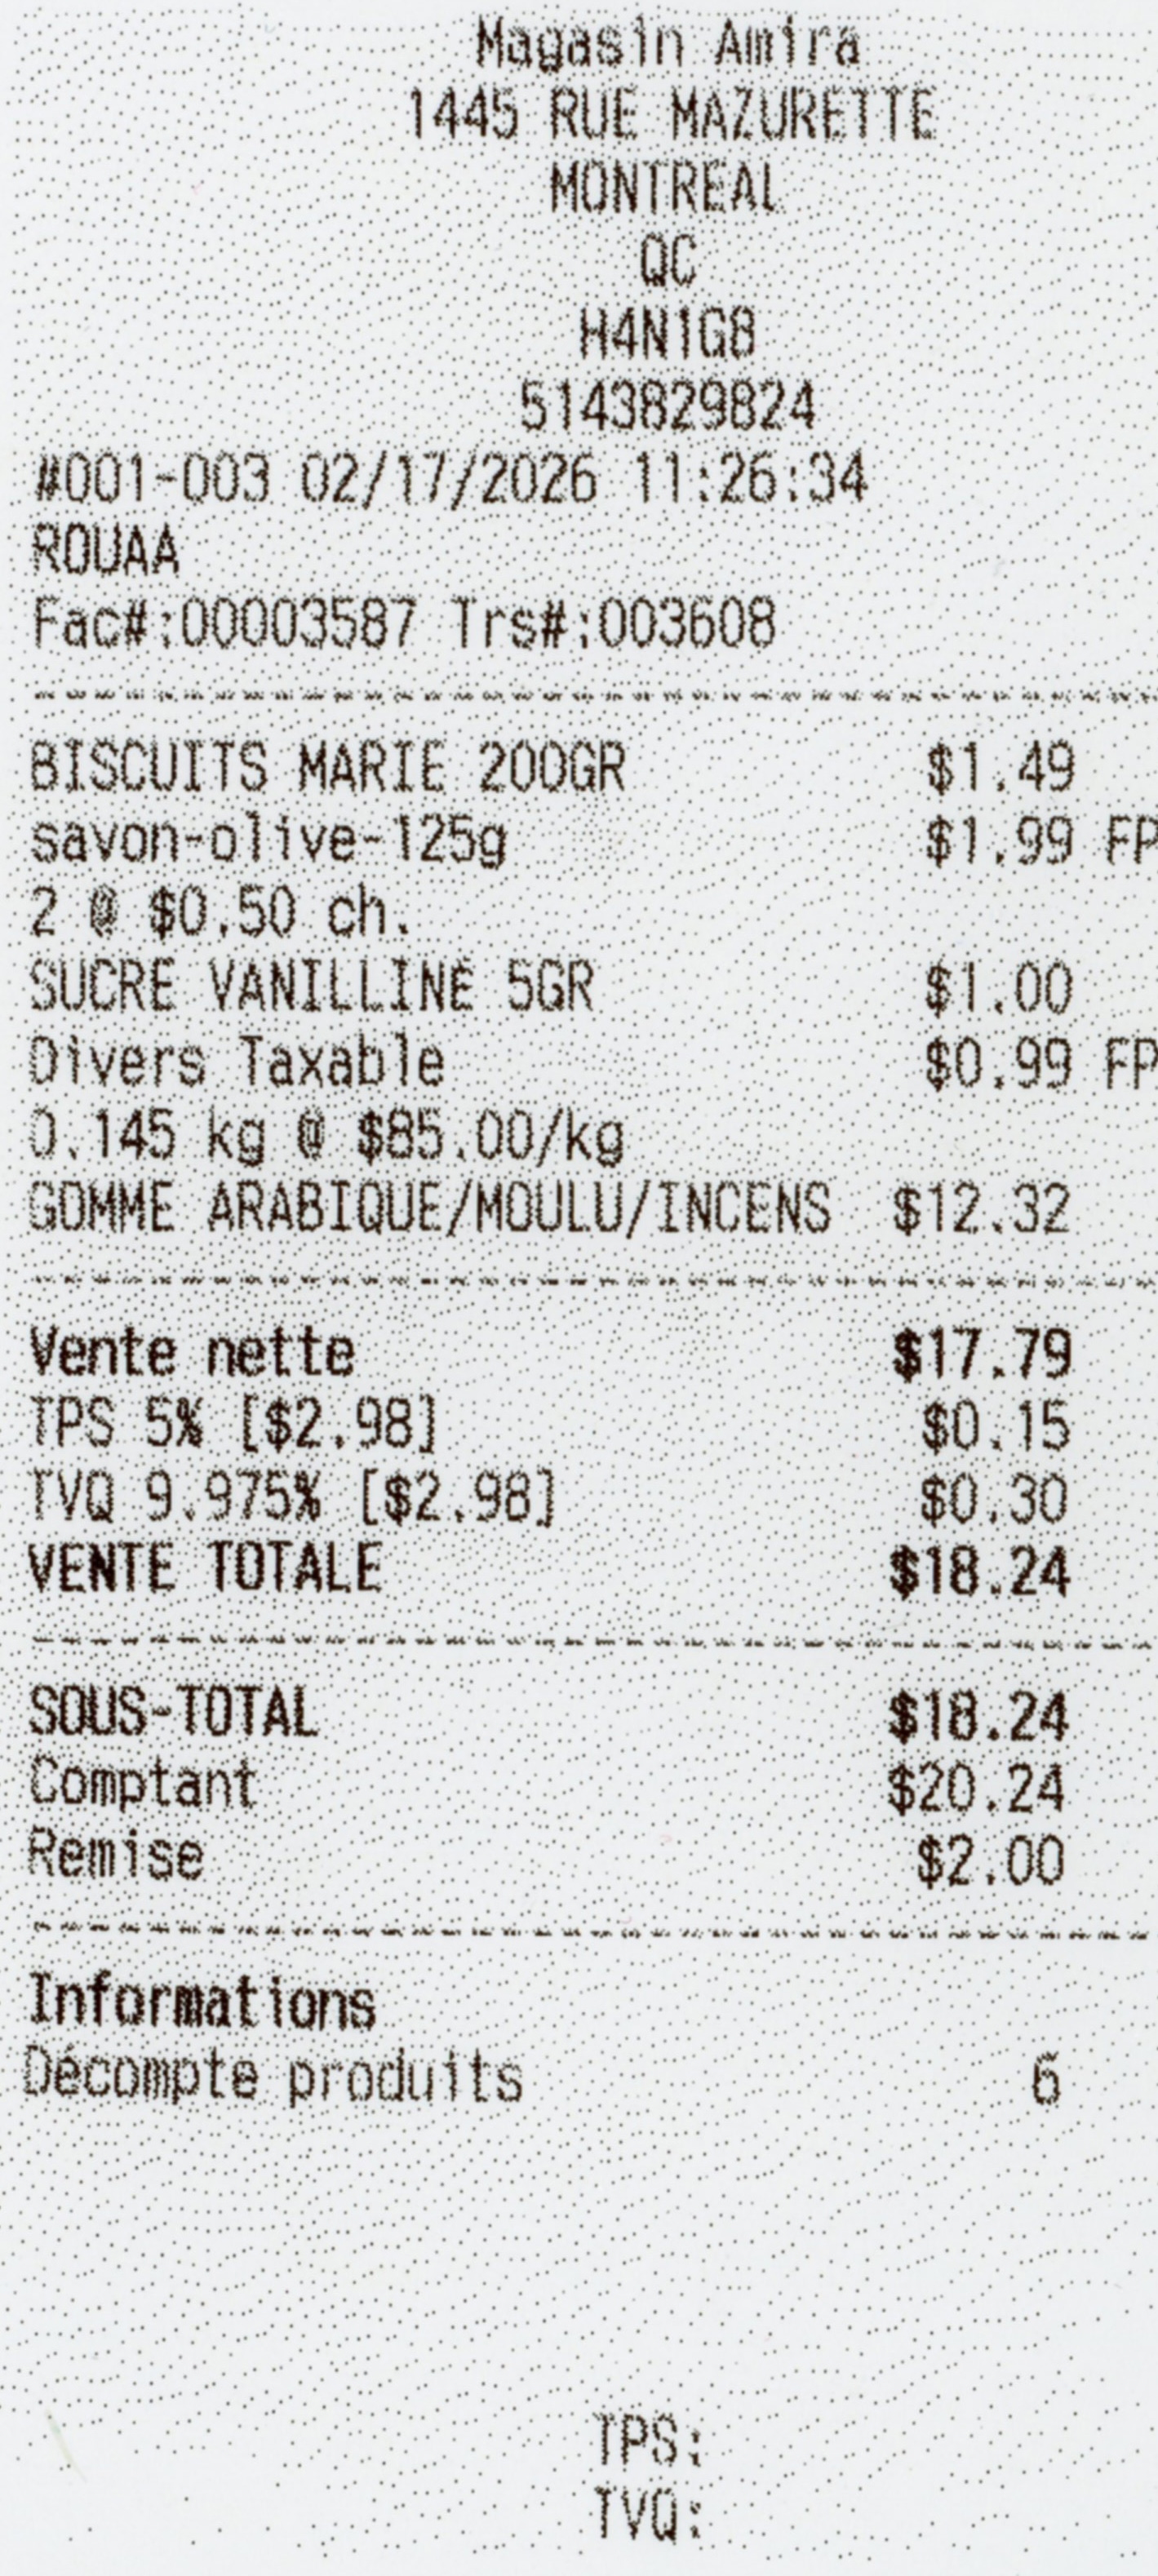 Magasin Amira
1445 RUE MAZURETTE
MONTREAL
QC
H4N1G8
5143829824
#001-003 02/17/2026 11:26:34
ROUAA
Fac#:00003587 Trs#:003608
BISCUITS MARIE 200GR $1.49
savon-olive-125g $1.99 FP
2 @ $0.50 ch.
SUCRE VANILLINE 5GR $1.00
Divers Taxable $0.99 FP
0.145 kg @ $85.00/kg
GOMME ARABIQUE/MOULU/INCENS $12.32
Vente nette $17.79
TPS 5% [$2.98] $0.15
TVQ 9.975% [$2.98] $0.30
VENTE TOTALE $18.24
SOUS-TOTAL $18.24
Comptant $20.24
Remise $2.00
Informations
Décompte produits 6
TPS:
TVQ: